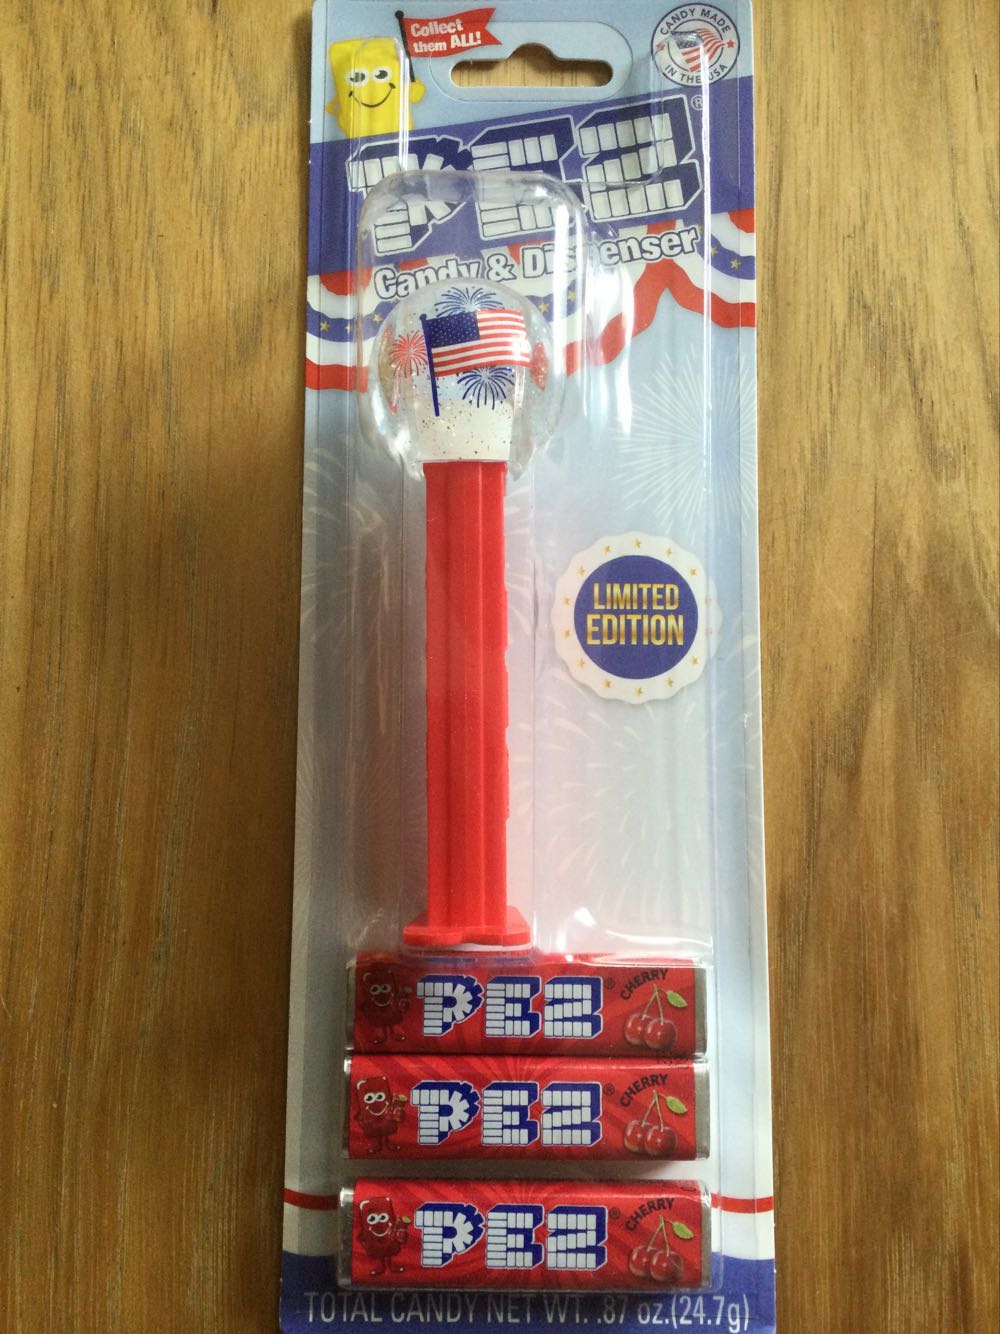 Collect
them ALL!
CANDY MADE
IN THE USA
PEZ®
Candy & Dispenser
LIMITED
EDITION
PEZ® CHERRY
PEZ® CHERRY
PEZ® CHERRY
TOTAL CANDY NET WT. .87 oz.(24.7g)